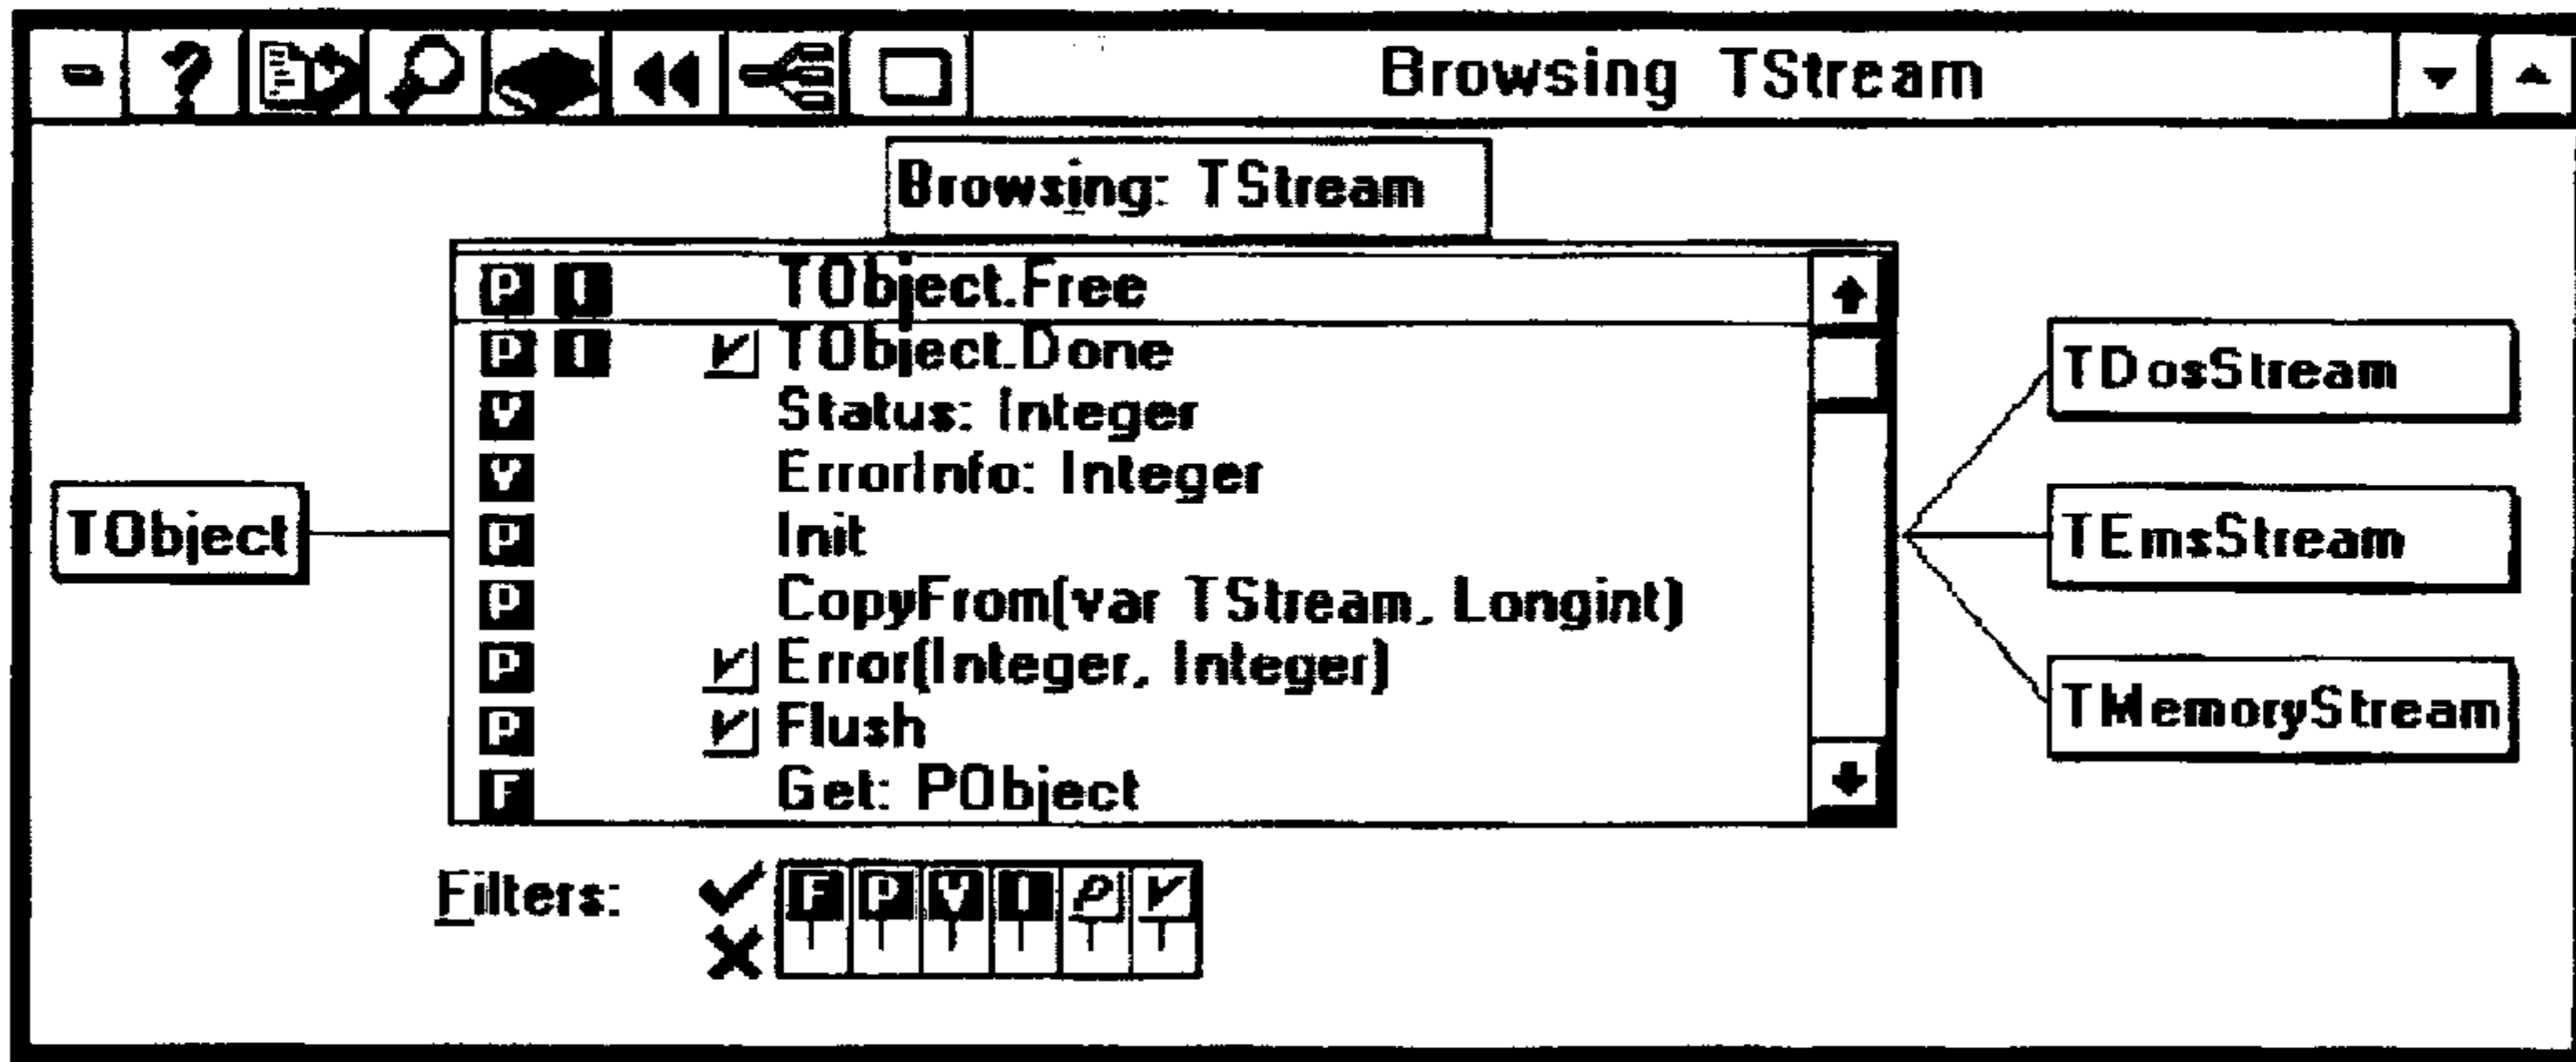 ? Browsing TStream
Browsing: TStream
P I TObject.Free
P I V TObject.Done
V Status: Integer
V ErrorInfo: Integer
P Init
P CopyFrom(var TStream, Longint)
P V Error(Integer, Integer)
P V Flush
F Get: PObject
TObject
TDosStream
TEmsStream
TMemoryStream
Filters: F P V I P V